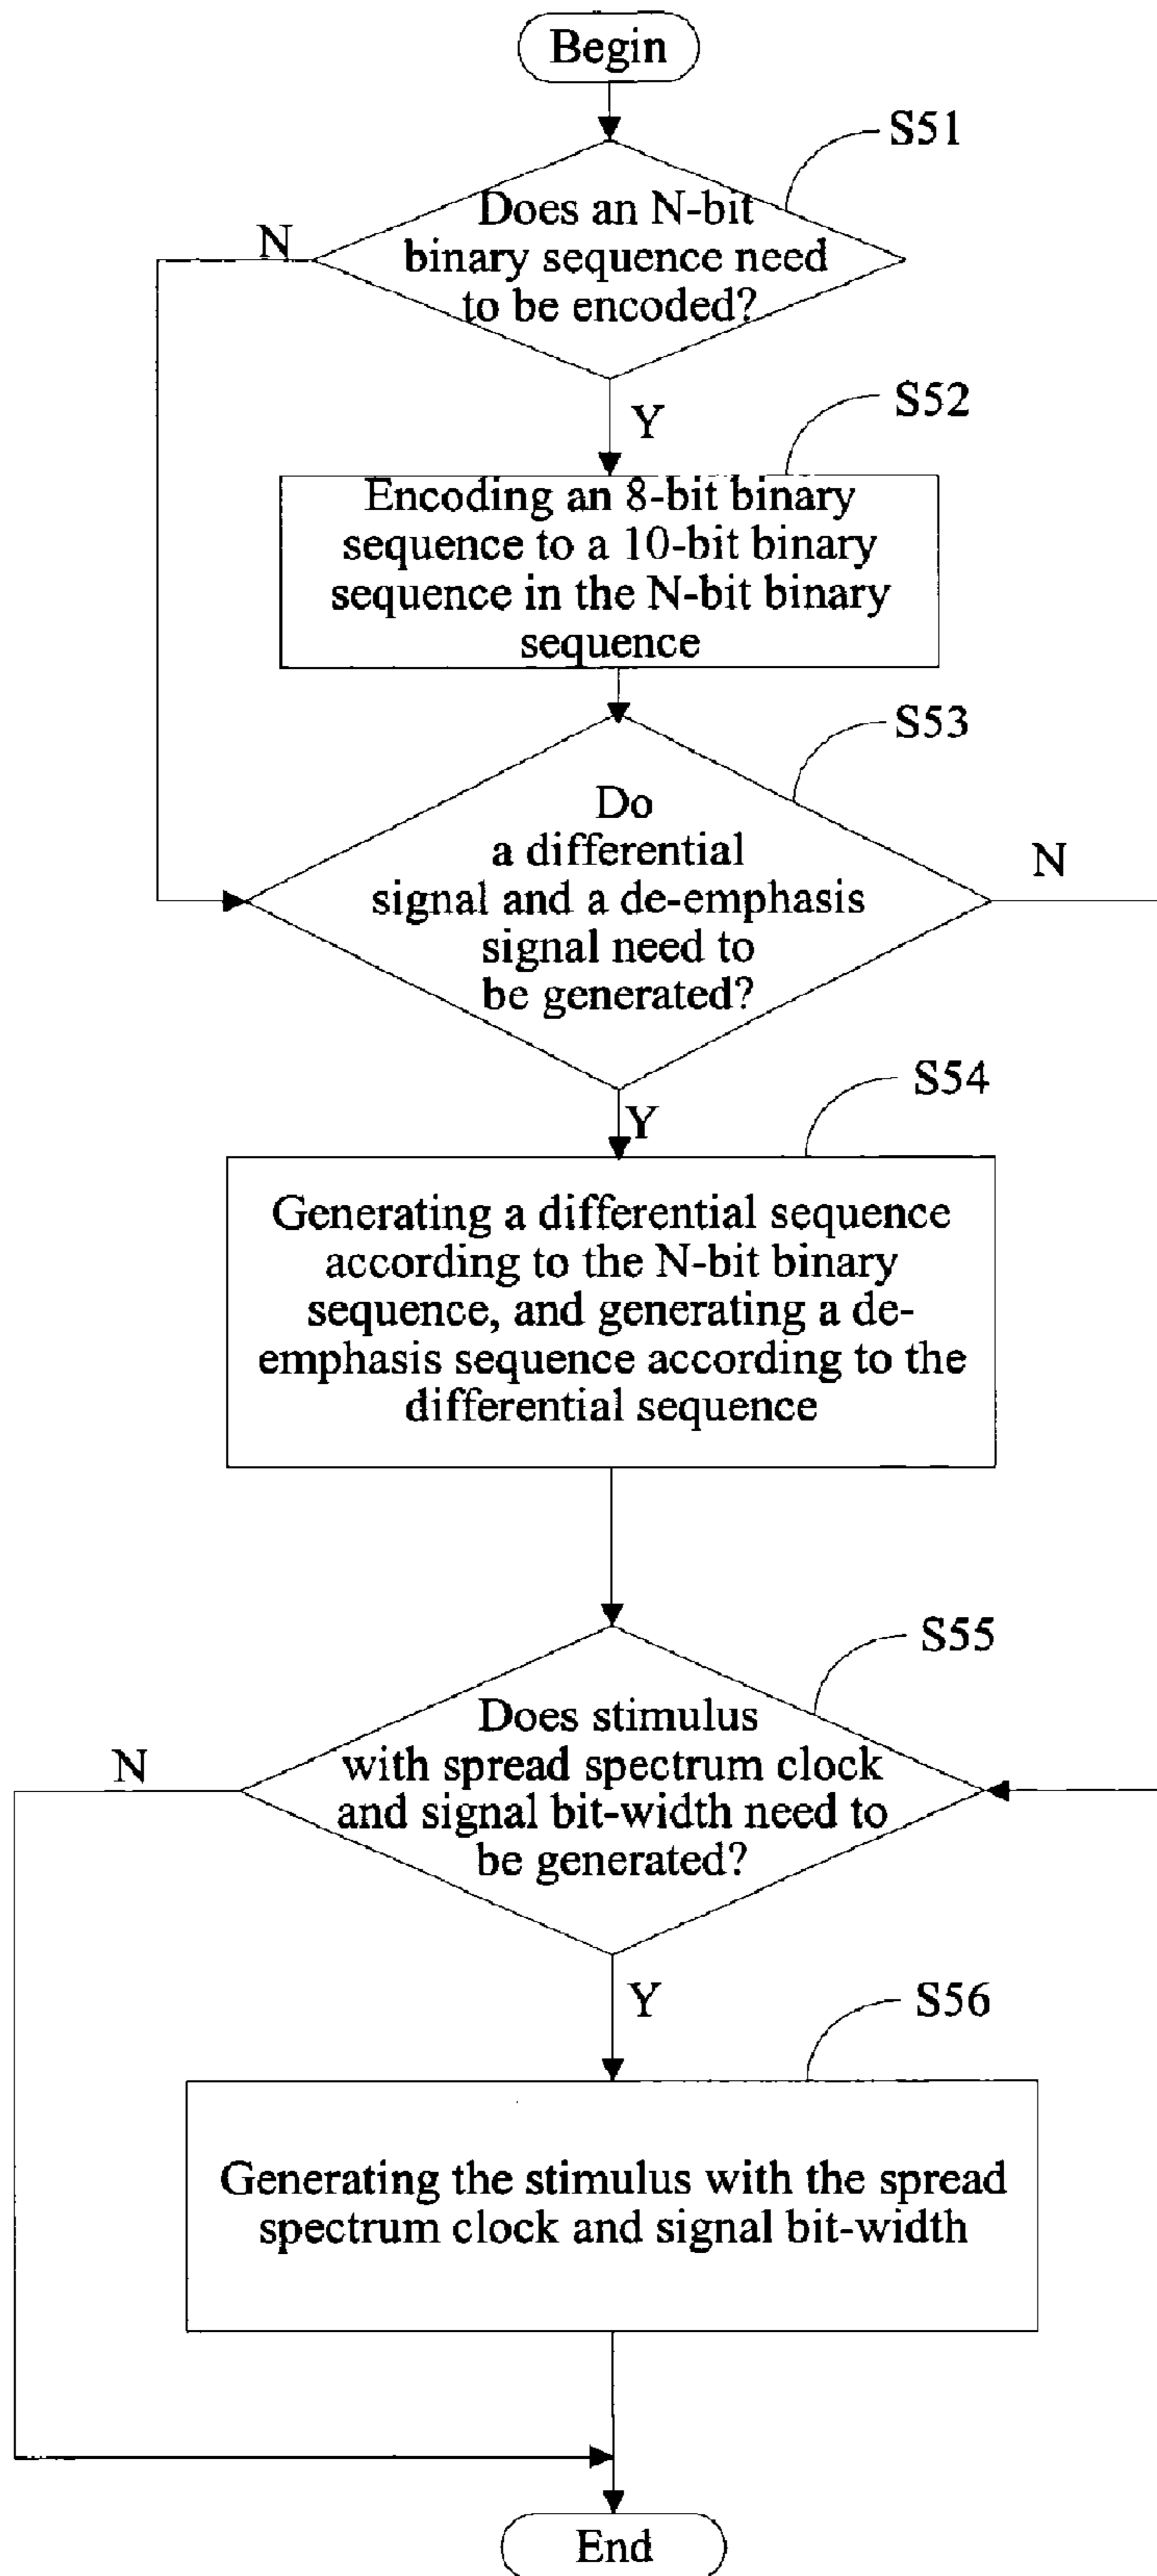 Begin
S51
Does an N-bit
binary sequence need
to be encoded?
N
Y
S52
Encoding an 8-bit binary
sequence to a 10-bit binary
sequence in the N-bit binary
sequence
S53
Do
a differential
signal and a de-emphasis
signal need to
be generated?
N
Y
S54
Generating a differential sequence
according to the N-bit binary
sequence, and generating a de-
emphasis sequence according to the
differential sequence
S55
Does stimulus
with spread spectrum clock
and signal bit-width need to
be generated?
N
Y
S56
Generating the stimulus with the spread
spectrum clock and signal bit-width
End